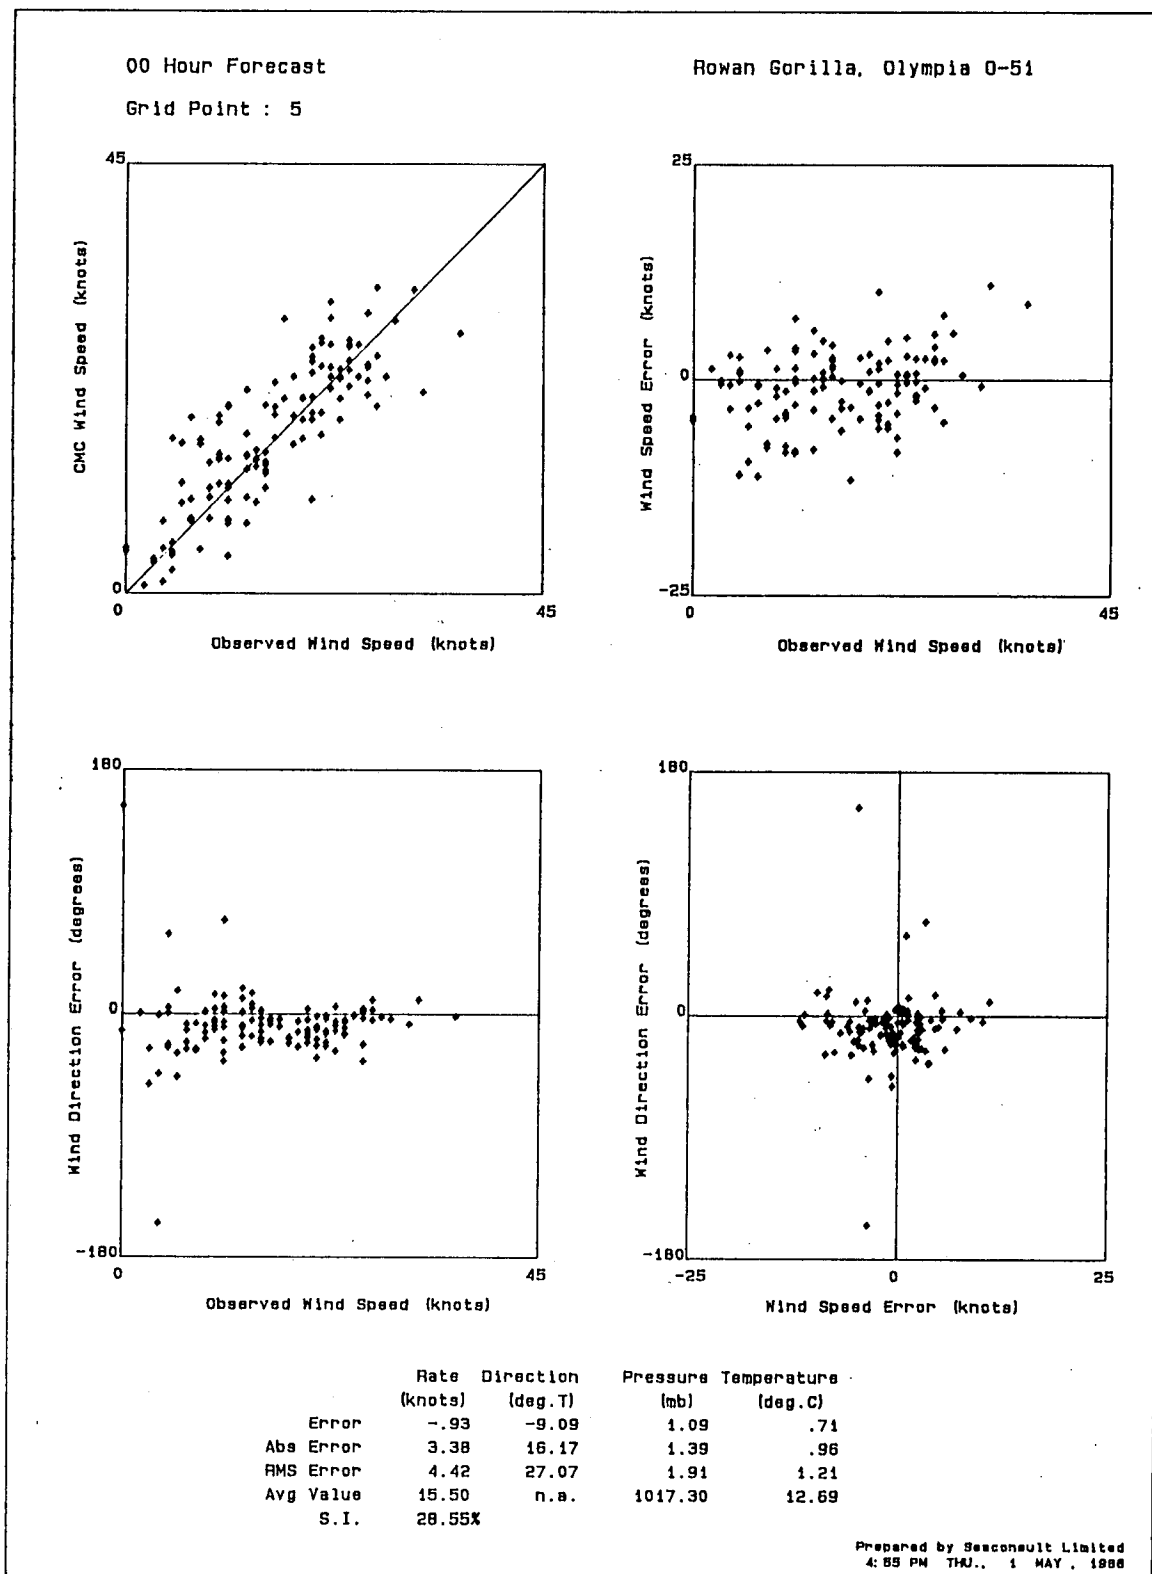 00 Hour Forecast
Rowan Gorilla, Olympia O-51
Grid Point : 5
45
CMC Wind Speed (knots)
0
0
45
Observed Wind Speed (knots)
25
Wind Speed Error (knots)
0
-25
0
45
Observed Wind Speed (knots)
180
Wind Direction Error (degrees)
0
-180
0
45
Observed Wind Speed (knots)
180
Wind Direction Error (degrees)
0
-180
-25
0
25
Wind Speed Error (knots)
Rate Direction Pressure Temperature
(knots) (deg.T) (mb) (deg.C)
Error -.93 -9.09 1.09 .71
Abs Error 3.38 16.17 1.39 .96
RMS Error 4.42 27.07 1.91 1.21
Avg Value 15.50 n.a. 1017.30 12.69
S.I. 28.55%
Prepared by Seaconsult Limited
4:55 PM THU., 1 MAY , 1986